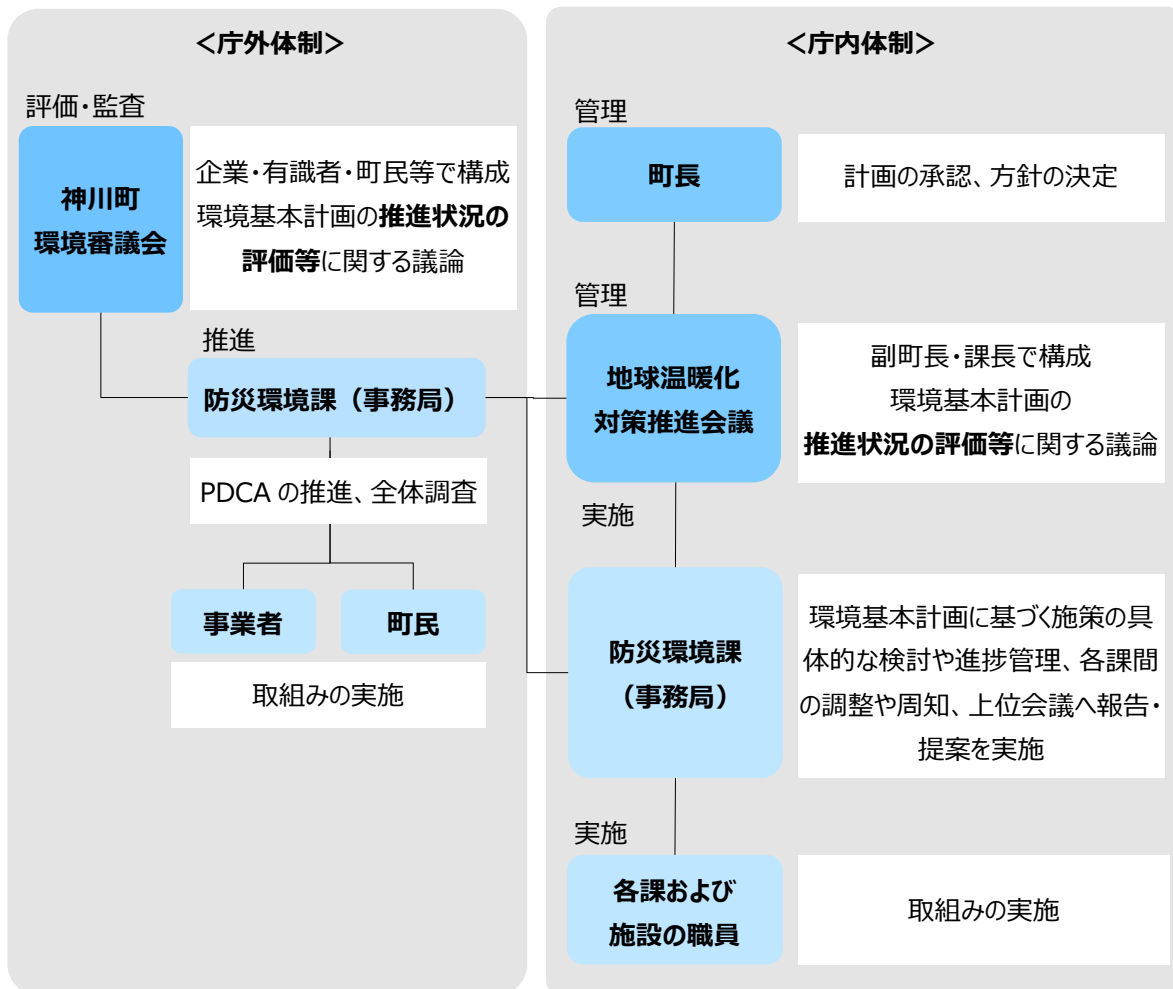 <庁外体制>
評価・監査
神川町
環境審議会
企業・有識者・町民等で構成
環境基本計画の推進状況の
評価等に関する議論
推進
防災環境課（事務局）
PDCA の推進、全体調査
事業者
町民
取組みの実施
<庁内体制>
管理
町長
計画の承認、方針の決定
管理
地球温暖化
対策推進会議
副町長・課長で構成
環境基本計画の
推進状況の評価等に関する議論
実施
防災環境課
（事務局）
環境基本計画に基づく施策の具
体的な検討や進捗管理、各課間
の調整や周知、上位会議へ報告・
提案を実施
実施
各課および
施設の職員
取組みの実施